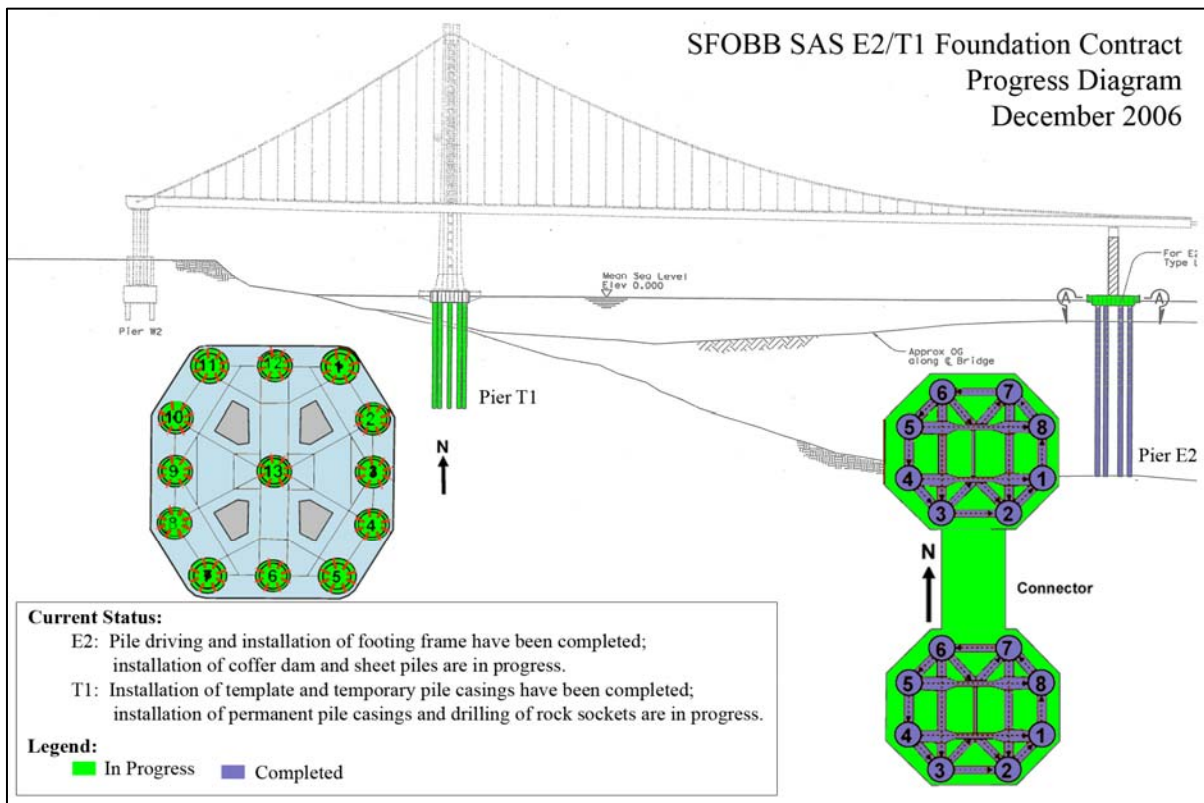 SFOBB SAS E2/T1 Foundation Contract
Progress Diagram
December 2006
Mean Sea Level
Elev 0.000
For E2
Type
A
A
Pier W2
Approx OG
along ℄ Bridge
Pier T1
Pier E2
N
11
12
1
10
2
9
13
3
8
4
7
6
5
6
7
5
8
4
1
3
2
N
Connector
6
7
5
8
4
1
3
2
Current Status:
E2: Pile driving and installation of footing frame have been completed;
installation of coffer dam and sheet piles are in progress.
T1: Installation of template and temporary pile casings have been completed;
installation of permanent pile casings and drilling of rock sockets are in progress.
Legend:
In Progress Completed